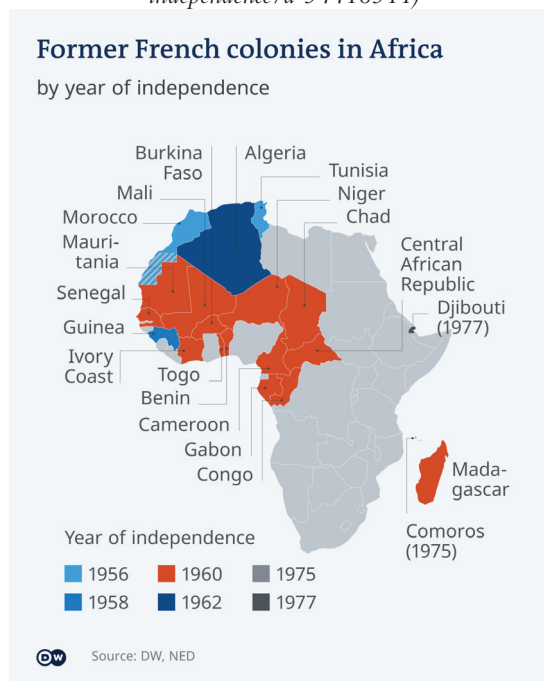 Former French colonies in Africa
by year of independence
Burkina
Faso
Algeria
Tunisia
Mali
Niger
Morocco
Chad
Mauri-
tania
Central
African
Republic
Senegal
Djibouti
(1977)
Guinea
Ivory
Coast
Togo
Benin
Cameroon
Gabon
Congo
Mada-
gascar
Comoros
(1975)
Year of independence
1956 1960 1975
1958 1962 1977
DW Source: DW, NED